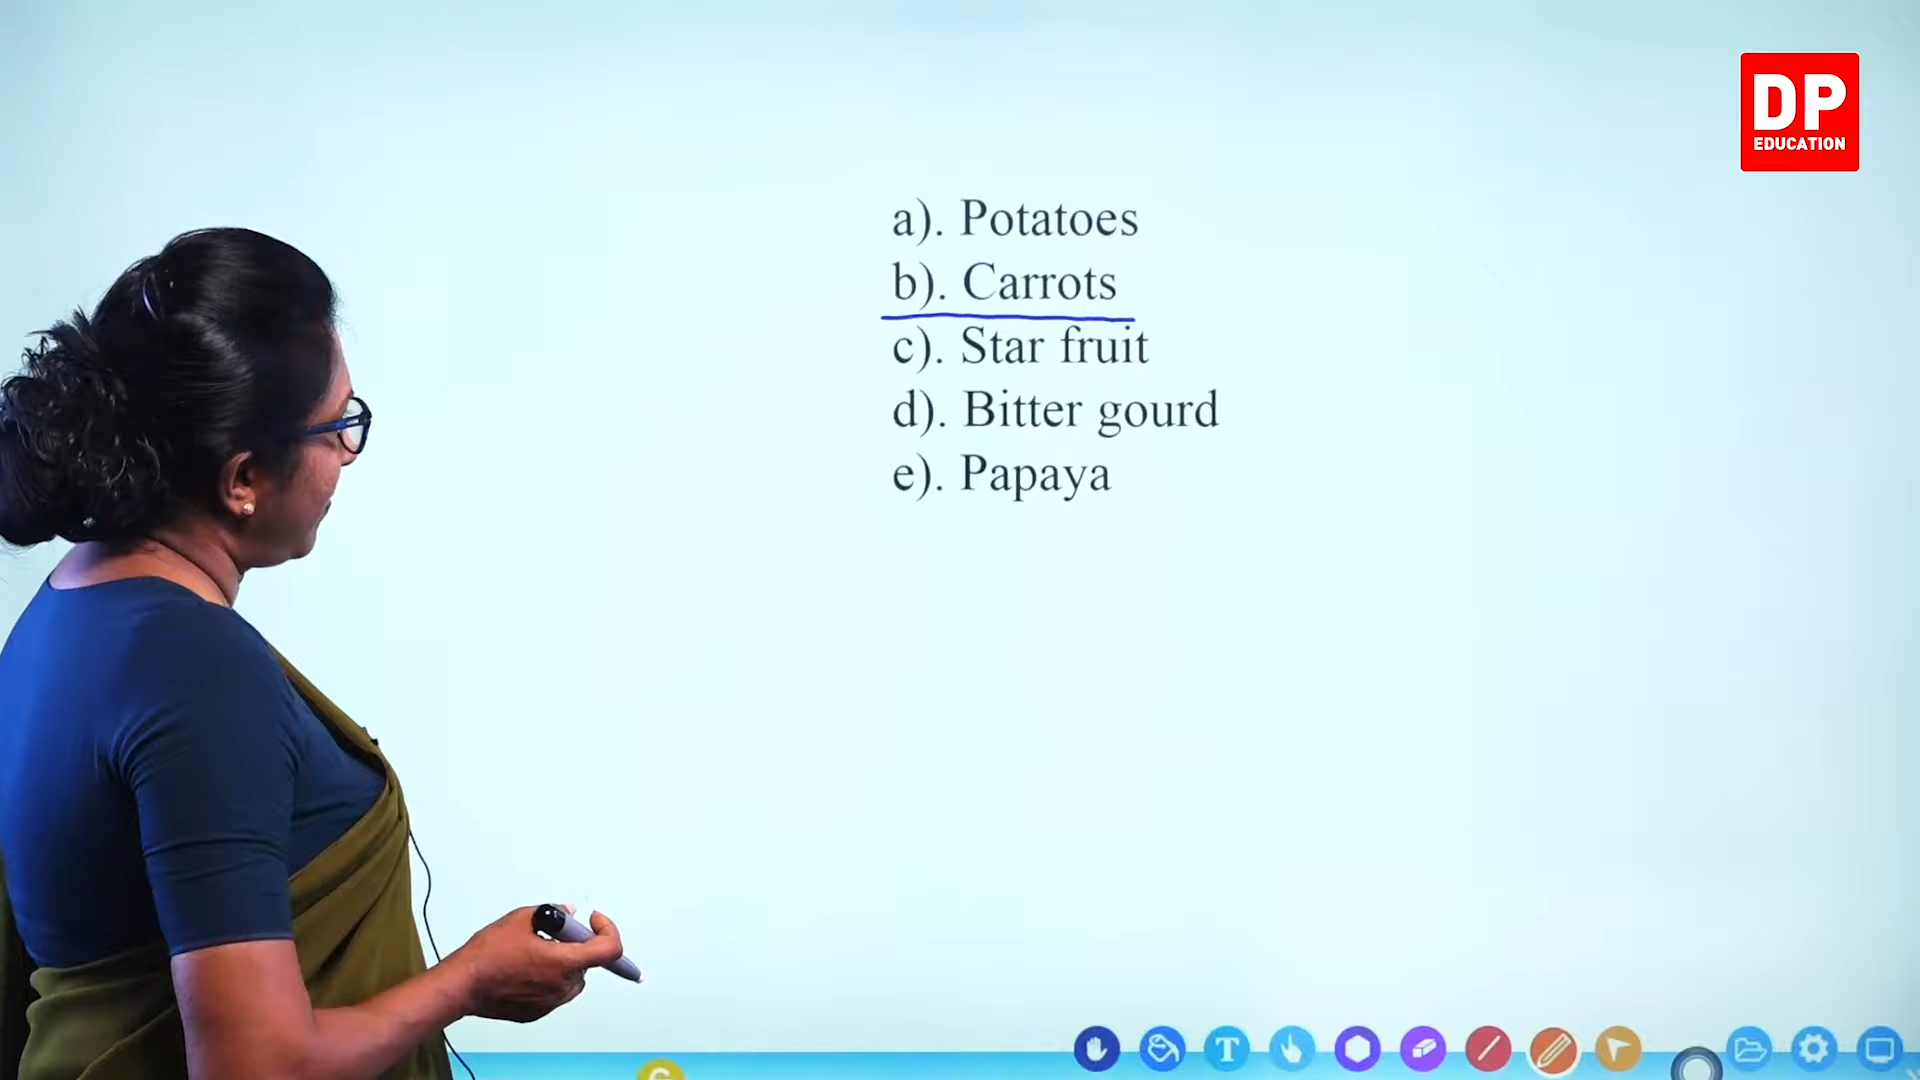 DP
EDUCATION
a). Potatoes
b). Carrots
c). Star fruit
d). Bitter gourd
e). Papaya
T